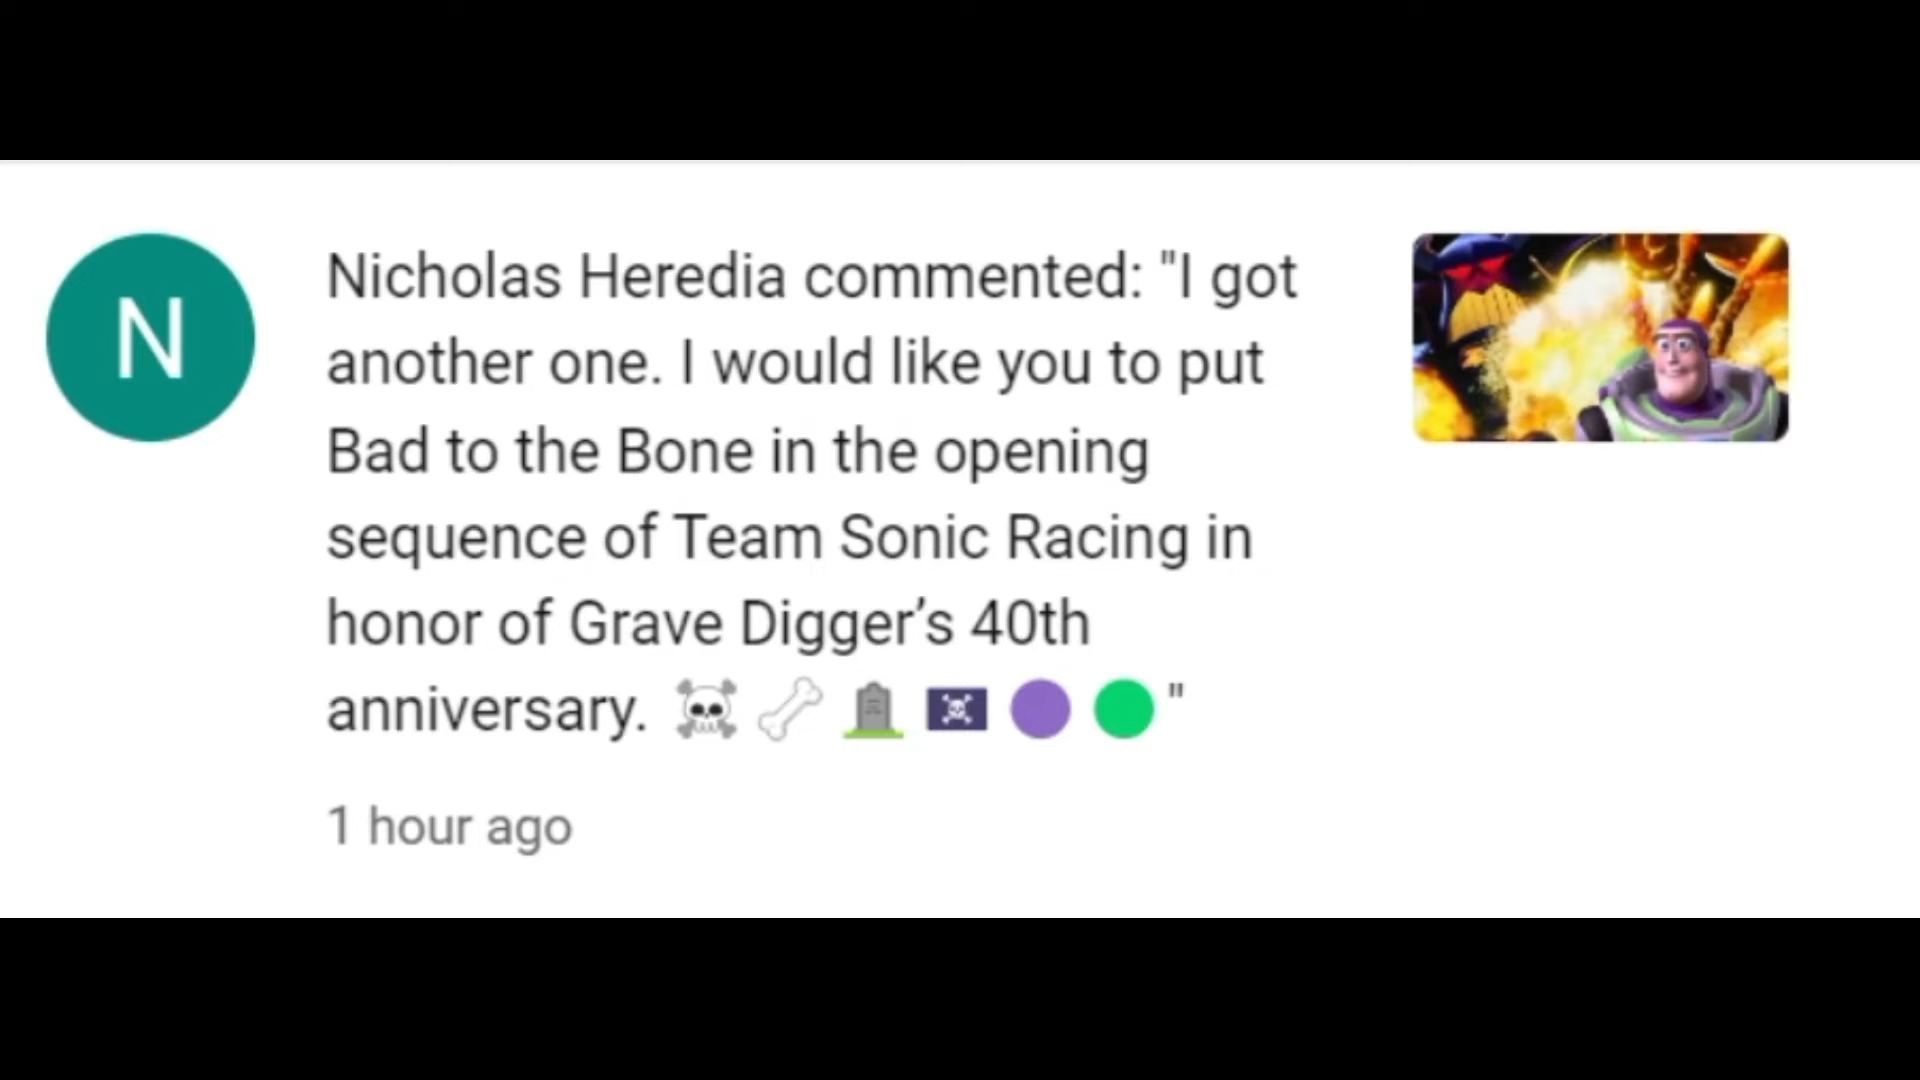 N
Nicholas Heredia commented: "I got
another one. I would like you to put
Bad to the Bone in the opening
sequence of Team Sonic Racing in
honor of Grave Digger’s 40th
anniversary. ☠️ 🦴 🪦 🏴‍☠️ 🟣 🟢 "
1 hour ago